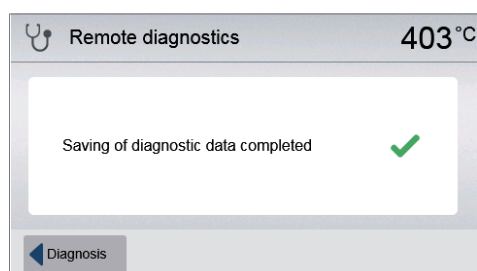 Remote diagnostics 403°C
Saving of diagnostic data completed
Diagnosis